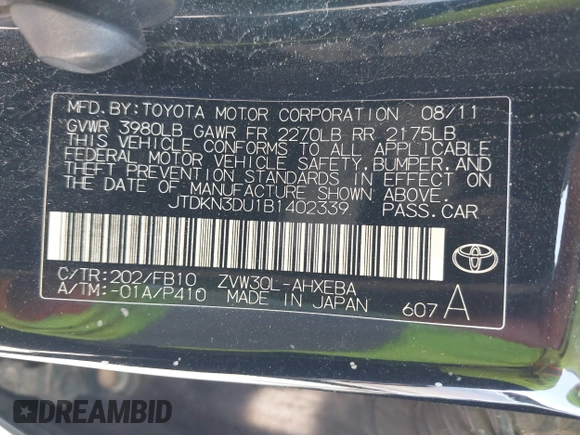 MFD.BY:TOYOTA MOTOR CORPORATION 08/11
GVWR 3980LB GAWR FR 2270LB RR 2175LB
THIS VEHICLE CONFORMS TO ALL APPLICABLE
FEDERAL MOTOR VEHICLE SAFETY,BUMPER,AND
THEFT PREVENTION STANDARDS IN EFFECT ON
THE DATE OF MANUFACTURE SHOWN ABOVE.
JTDKN3DU1B1402339 PASS.CAR
C/TR:202/FB10 ZVW30L-AHXEBA
A/TM:-01A/P410 MADE IN JAPAN 607 A
DREAMBID